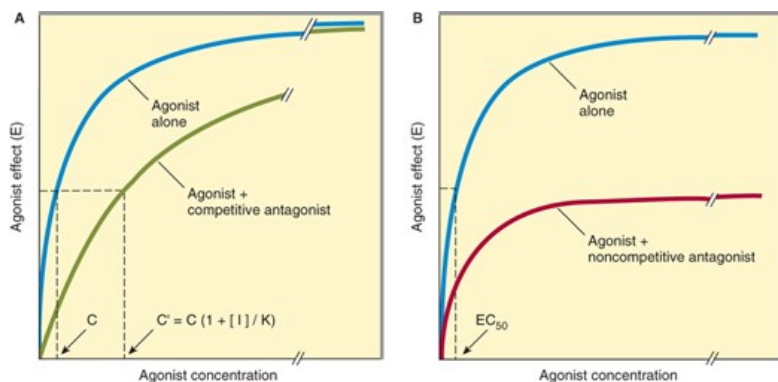 A
Agonist effect (E)
Agonist
alone
Agonist +
competitive antagonist
C
C' = C (1 + [ I ] / K)
Agonist concentration
B
Agonist effect (E)
Agonist
alone
Agonist +
noncompetitive antagonist
EC50
Agonist concentration